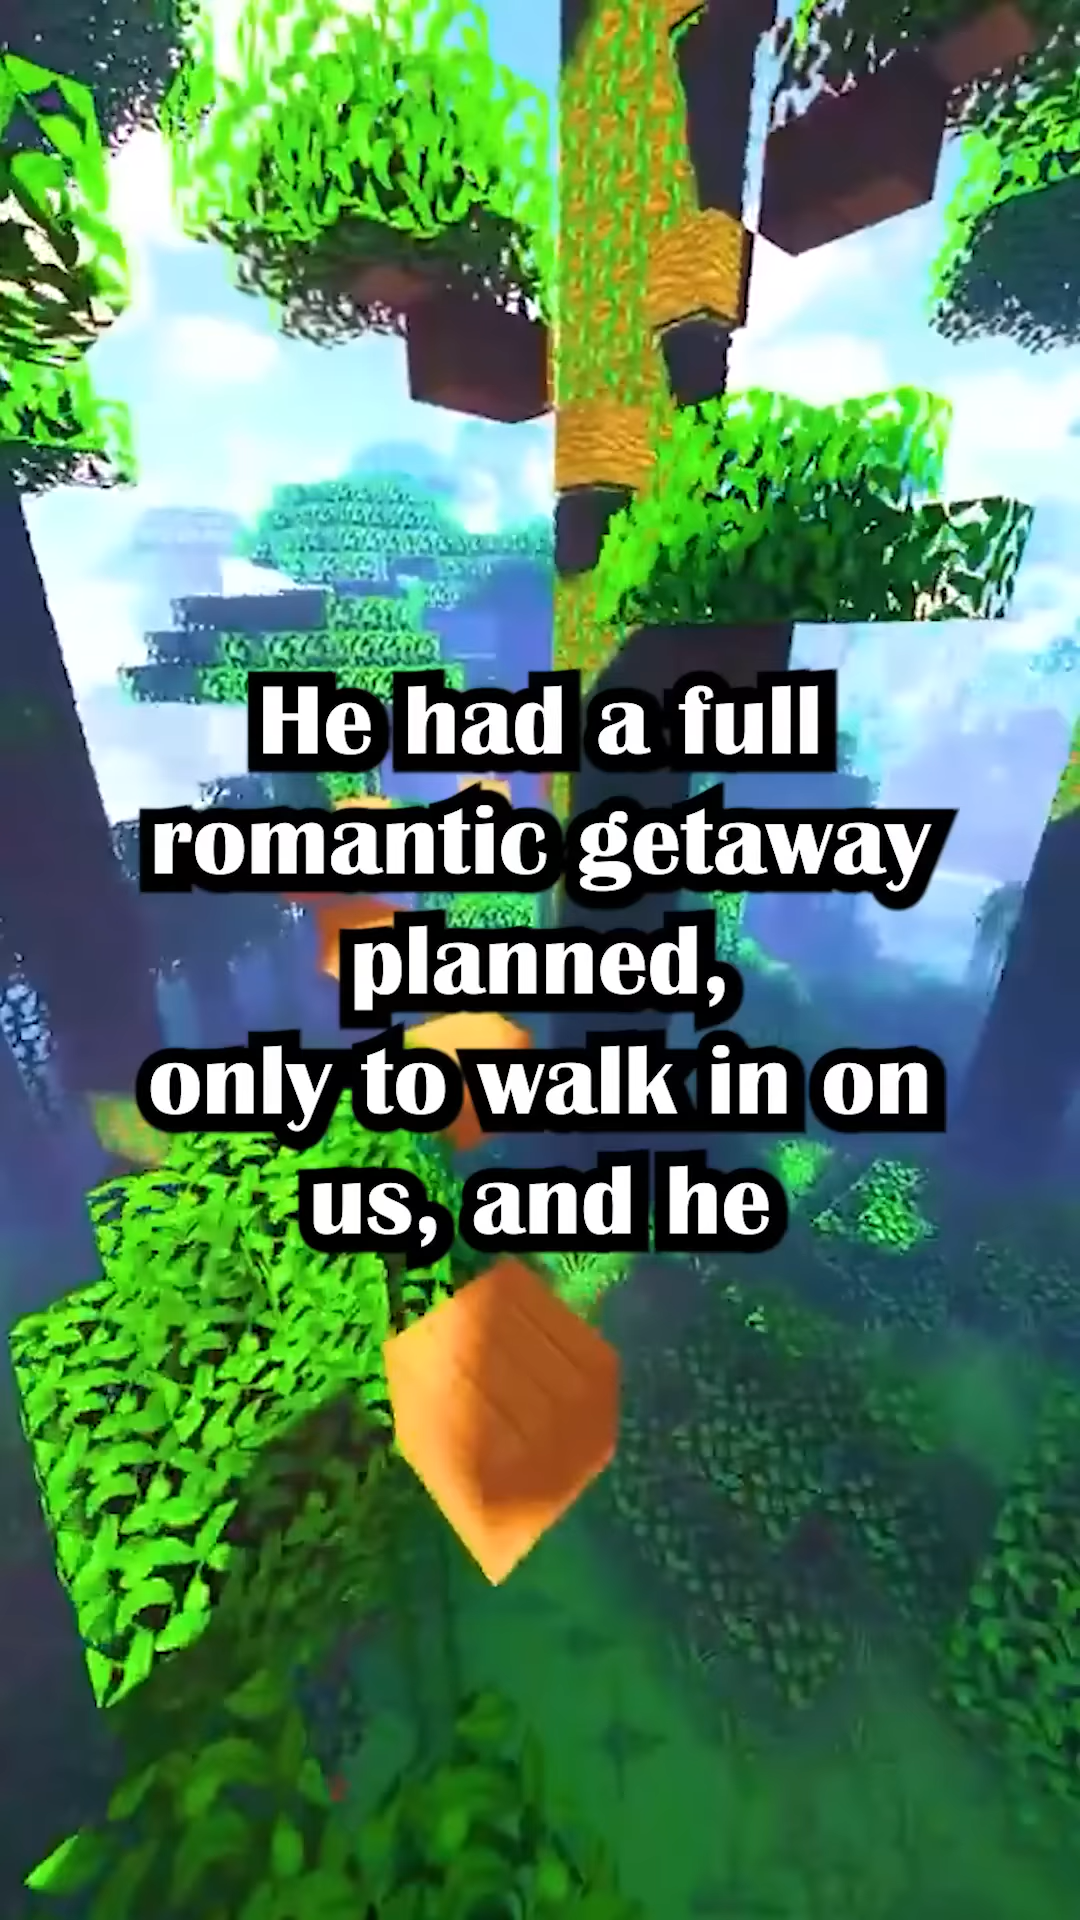 He had a full
romantic getaway
planned,
only to walk in on
us, and he